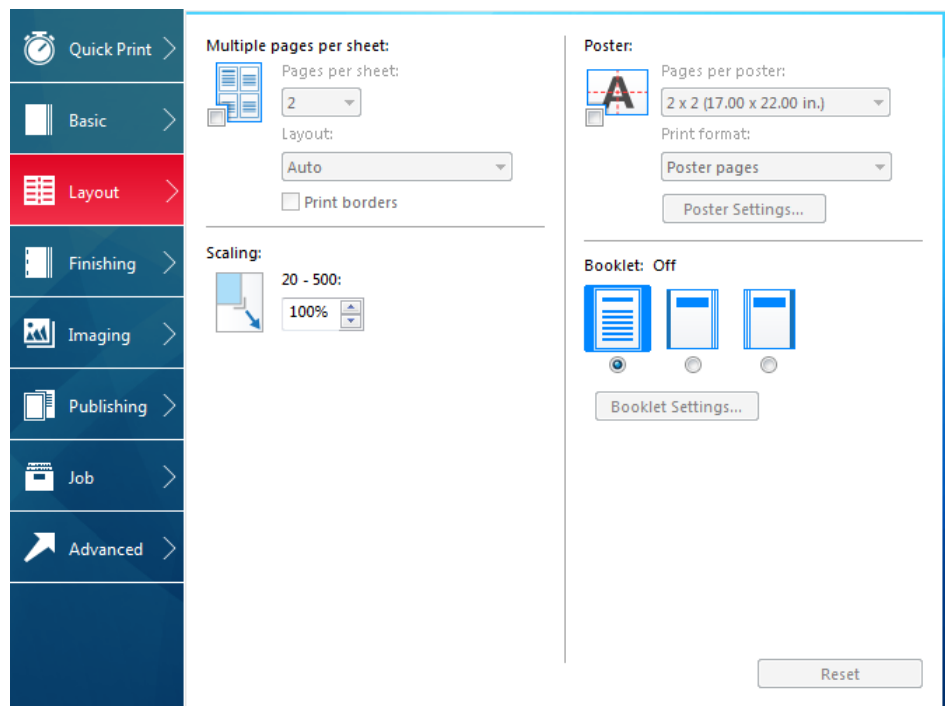 Quick Print
Basic
Layout
Finishing
Imaging
Publishing
Job
Advanced
Multiple pages per sheet:
Pages per sheet:
2
Layout:
Auto
Print borders
Scaling:
20 - 500:
100%
Poster:
Pages per poster:
2 x 2 (17.00 x 22.00 in.)
Print format:
Poster pages
Poster Settings...
Booklet: Off
Booklet Settings...
Reset